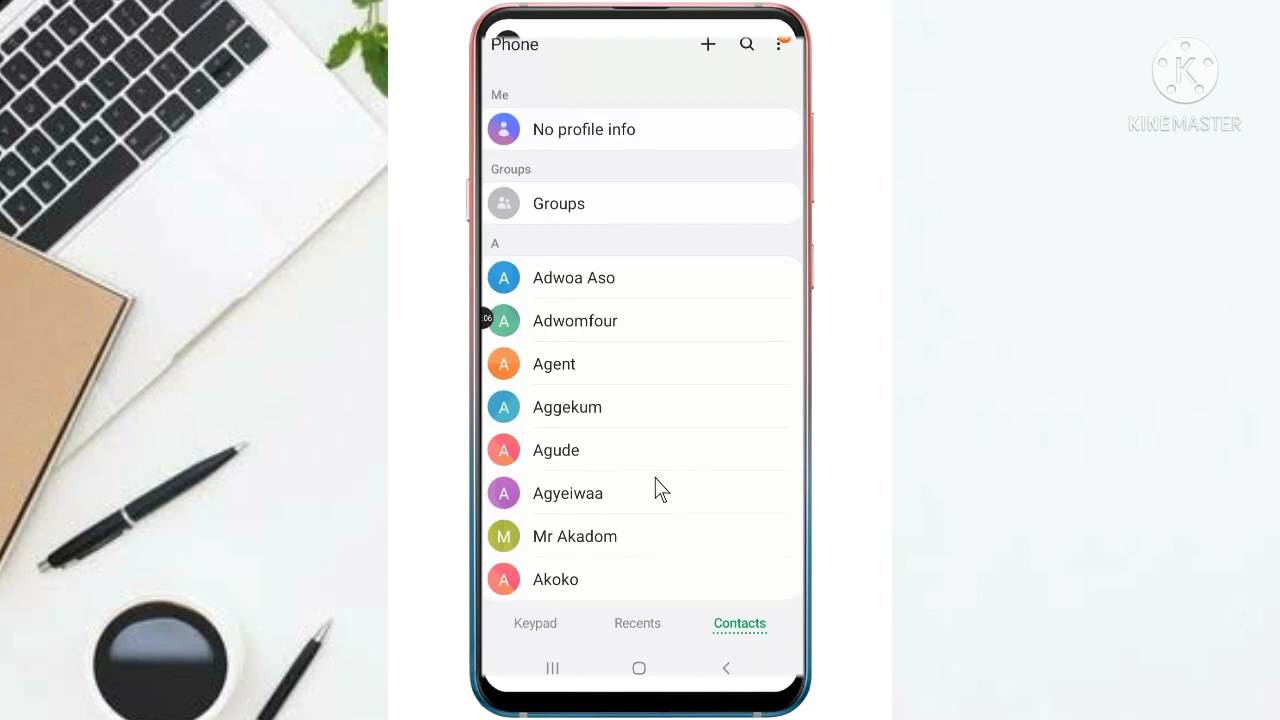 Phone
Me
No profile info
Groups
Groups
A
A Adwoa Aso
:06
A Adwomfour
A Agent
A Aggekum
A Agude
A Agyeiwaa
M Mr Akadom
A Akoko
Keypad Recents Contacts
K
KINEMASTER